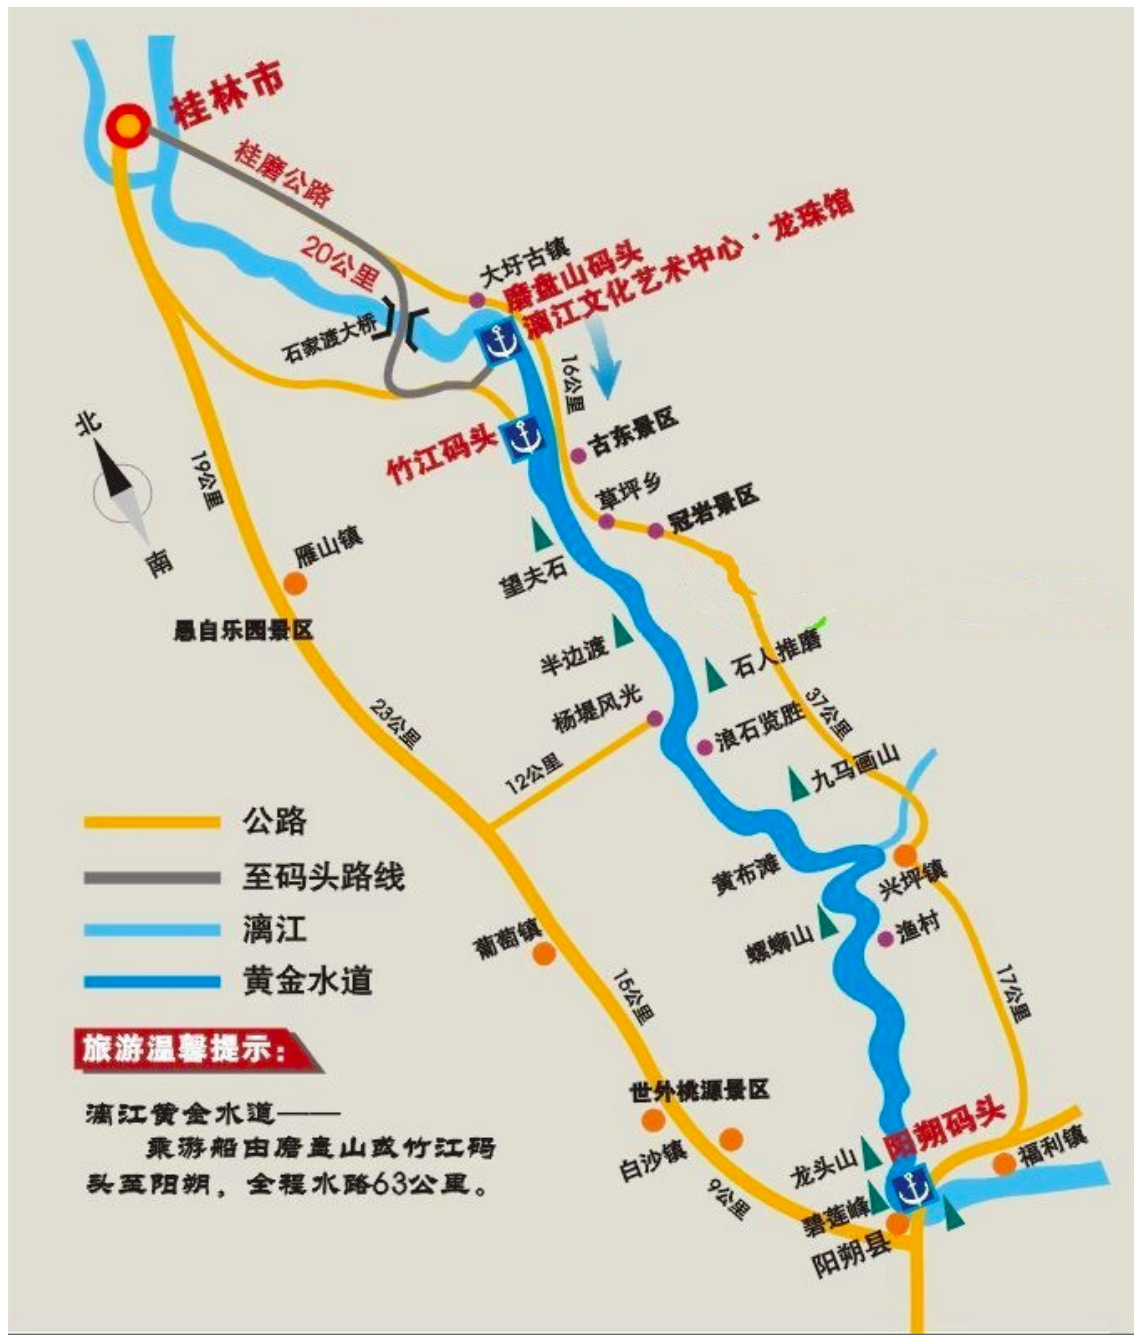 桂林市
桂磨公路
20公里
大圩古镇
磨盘山码头
漓江文化艺术中心·龙珠馆
石家渡大桥
16公里
竹江码头
古东景区
北
南
19公里
草坪乡
冠岩景区
雁山镇
望夫石
愚自乐园景区
半边渡
石人推磨
杨堤风光
23公里
浪石览胜
37公里
12公里
九马画山
公路
至码头路线
漓江
黄金水道
黄布滩
兴坪镇
葡萄镇
螺蛳山
渔村
15公里
17公里
旅游温馨提示：
漓江黄金水道——
乘游船由磨盘山或竹江码
头至阳朔，全程水路63公里。
世外桃源景区
白沙镇
9公里
阳朔码头
龙头山
福利镇
碧莲峰
阳朔县